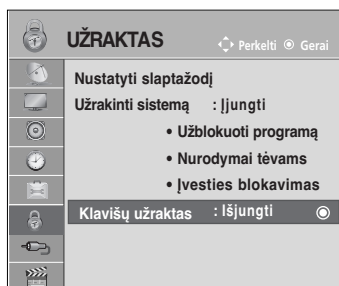 UŽRAKTAS
Perkelti Gerai
Nustatyti slaptažodį
Užrakinti sistemą : Įjungti
• Užblokuoti programą
• Nurodymai tėvams
• Įvesties blokavimas
Klavišų užraktas : Išjungti